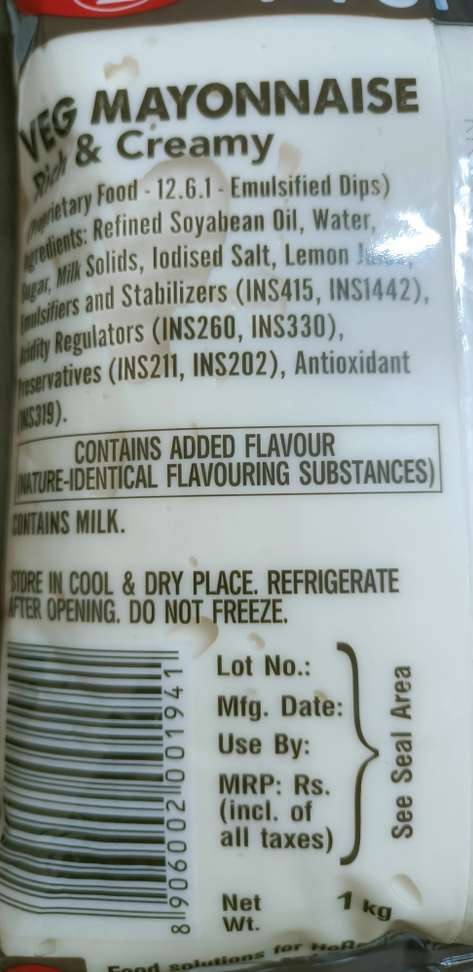 VEG MAYONNAISE
Rich & Creamy
(Proprietary Food - 12.6.1 - Emulsified Dips)
Ingredients: Refined Soyabean Oil, Water,
Sugar, Milk Solids, Iodised Salt, Lemon Juice,
Emulsifiers and Stabilizers (INS415, INS1442),
Acidity Regulators (INS260, INS330),
Preservatives (INS211, INS202), Antioxidant
(INS319).
CONTAINS ADDED FLAVOUR
(NATURE-IDENTICAL FLAVOURING SUBSTANCES)
CONTAINS MILK.
STORE IN COOL & DRY PLACE. REFRIGERATE
AFTER OPENING. DO NOT FREEZE.
Lot No.:
Mfg. Date:
Use By:
MRP: Rs.
(incl. of
all taxes)
See Seal Area
8 906002 001941
Net 1 kg
Wt.
Food solutions for